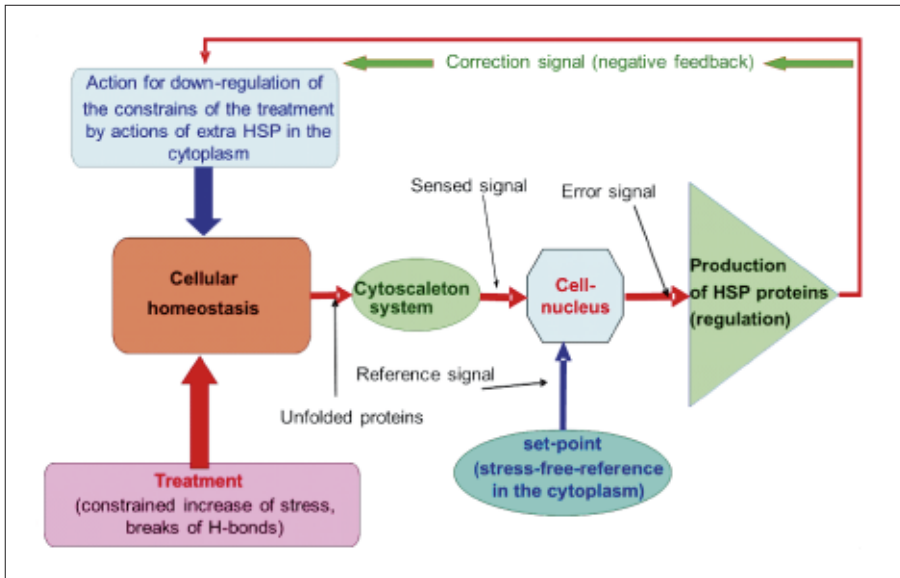 Correction signal (negative feedback)
Action for down-regulation of
the constrains of the treatment
by actions of extra HSP in the
cytoplasm
Sensed signal
Error signal
Cellular
homeostasis
Cytoscaleton
system
Cell-
nucleus
Production
of HSP proteins
(regulation)
Reference signal
Unfolded proteins
set-point
(stress-free-reference
in the cytoplasm)
Treatment
(constrained increase of stress,
breaks of H-bonds)